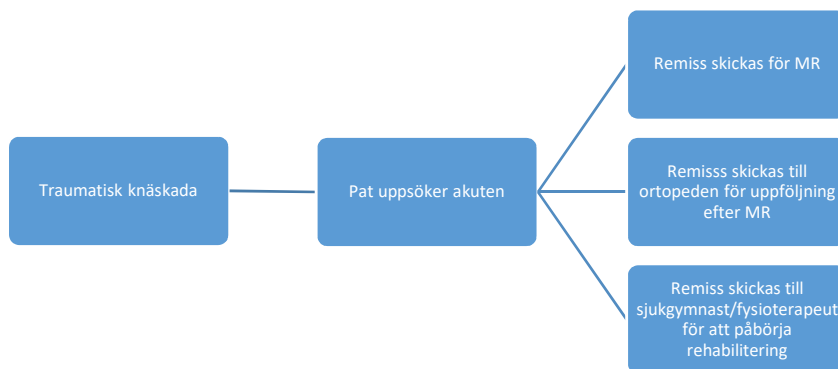 Traumatisk knäskada
Pat uppsöker akuten
Remiss skickas för MR
Remisss skickas till
ortopeden för uppföljning
efter MR
Remiss skickas till
sjukgymnast/fysioterapeut
för att påbörja
rehabilitering